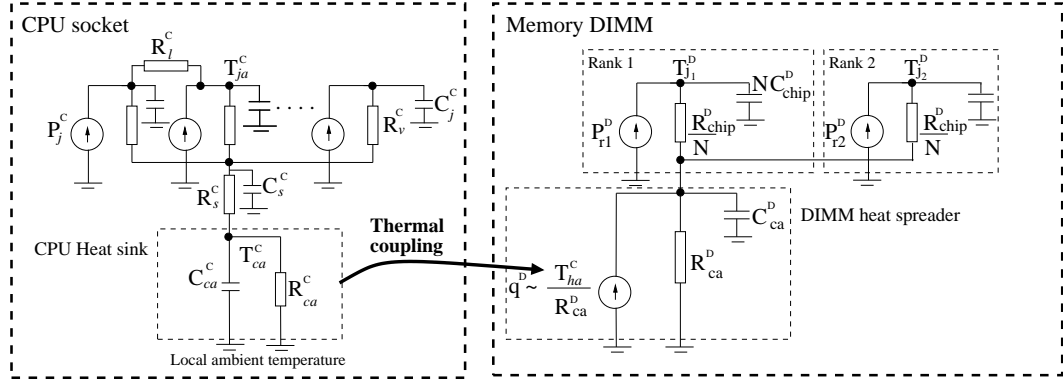 CPU socket
R_l^C
T_ja^C
P_j^C
R_v^C
C_j^C
R_s^C
C_s^C
CPU Heat sink
T_ca^C
C_ca^C
R_ca^C
Local ambient temperature
Thermal
coupling
Memory DIMM
Rank 1
T_j1^D
NC_chip^D
P_r1^D
R_chip^D
N
Rank 2
T_j2^D
P_r2^D
R_chip^D
N
DIMM heat spreader
C_ca^D
R_ca^D
q^D ~ T_ha^C
R_ca^D